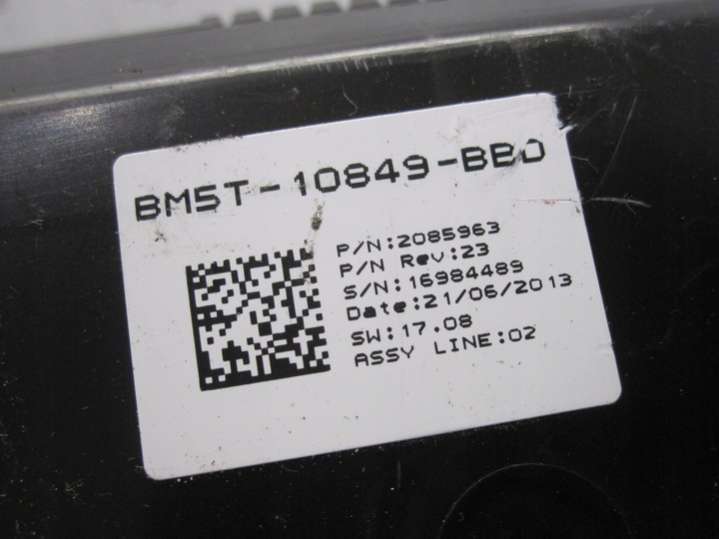 BM5T-10849-BBD
P/N:2085963
P/N Rev:23
S/N:16984489
Date:21/06/2013
SW:17.08
ASSY LINE:02